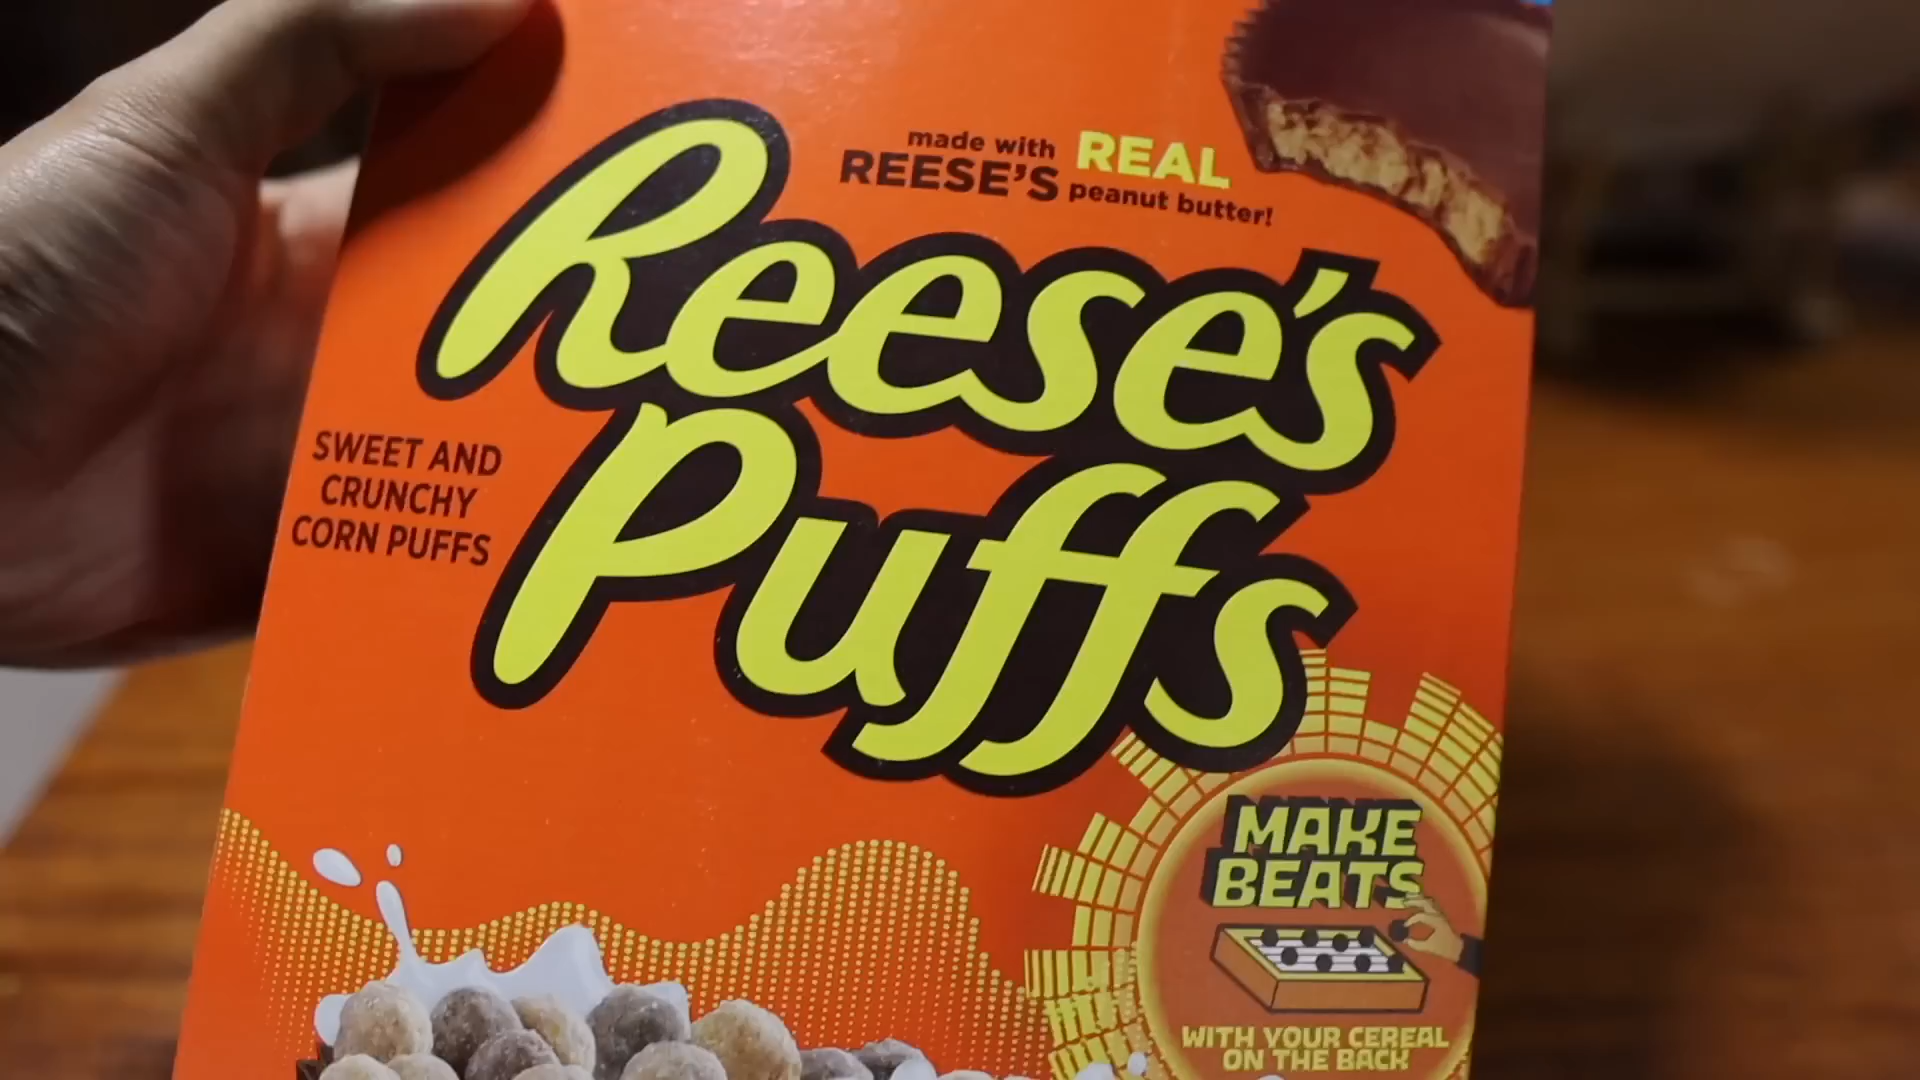 made with REAL
REESE'S peanut butter!
Reese's
Puffs
SWEET AND
CRUNCHY
CORN PUFFS
MAKE
BEATS
WITH YOUR CEREAL
ON THE BACK